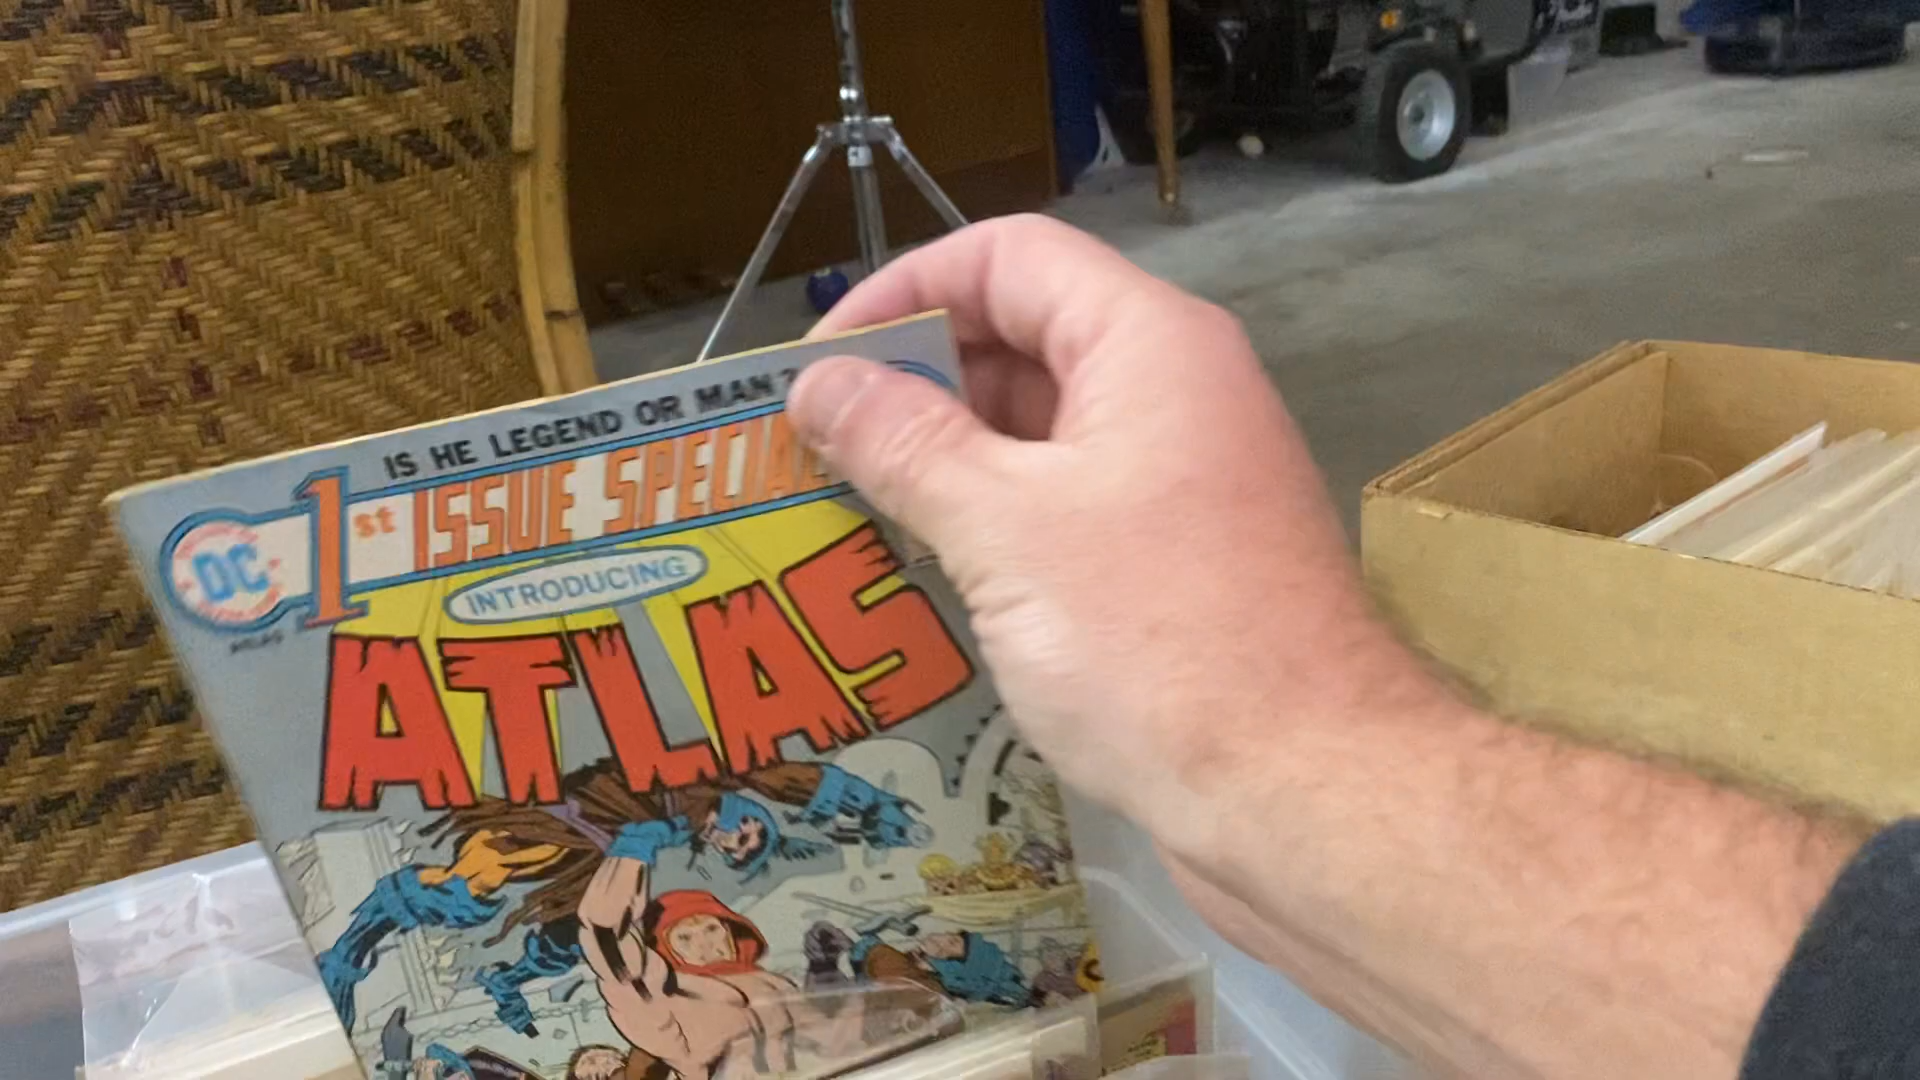 IS HE LEGEND OR MAN?
DC 1st ISSUE SPECIAL
INTRODUCING
ATLAS